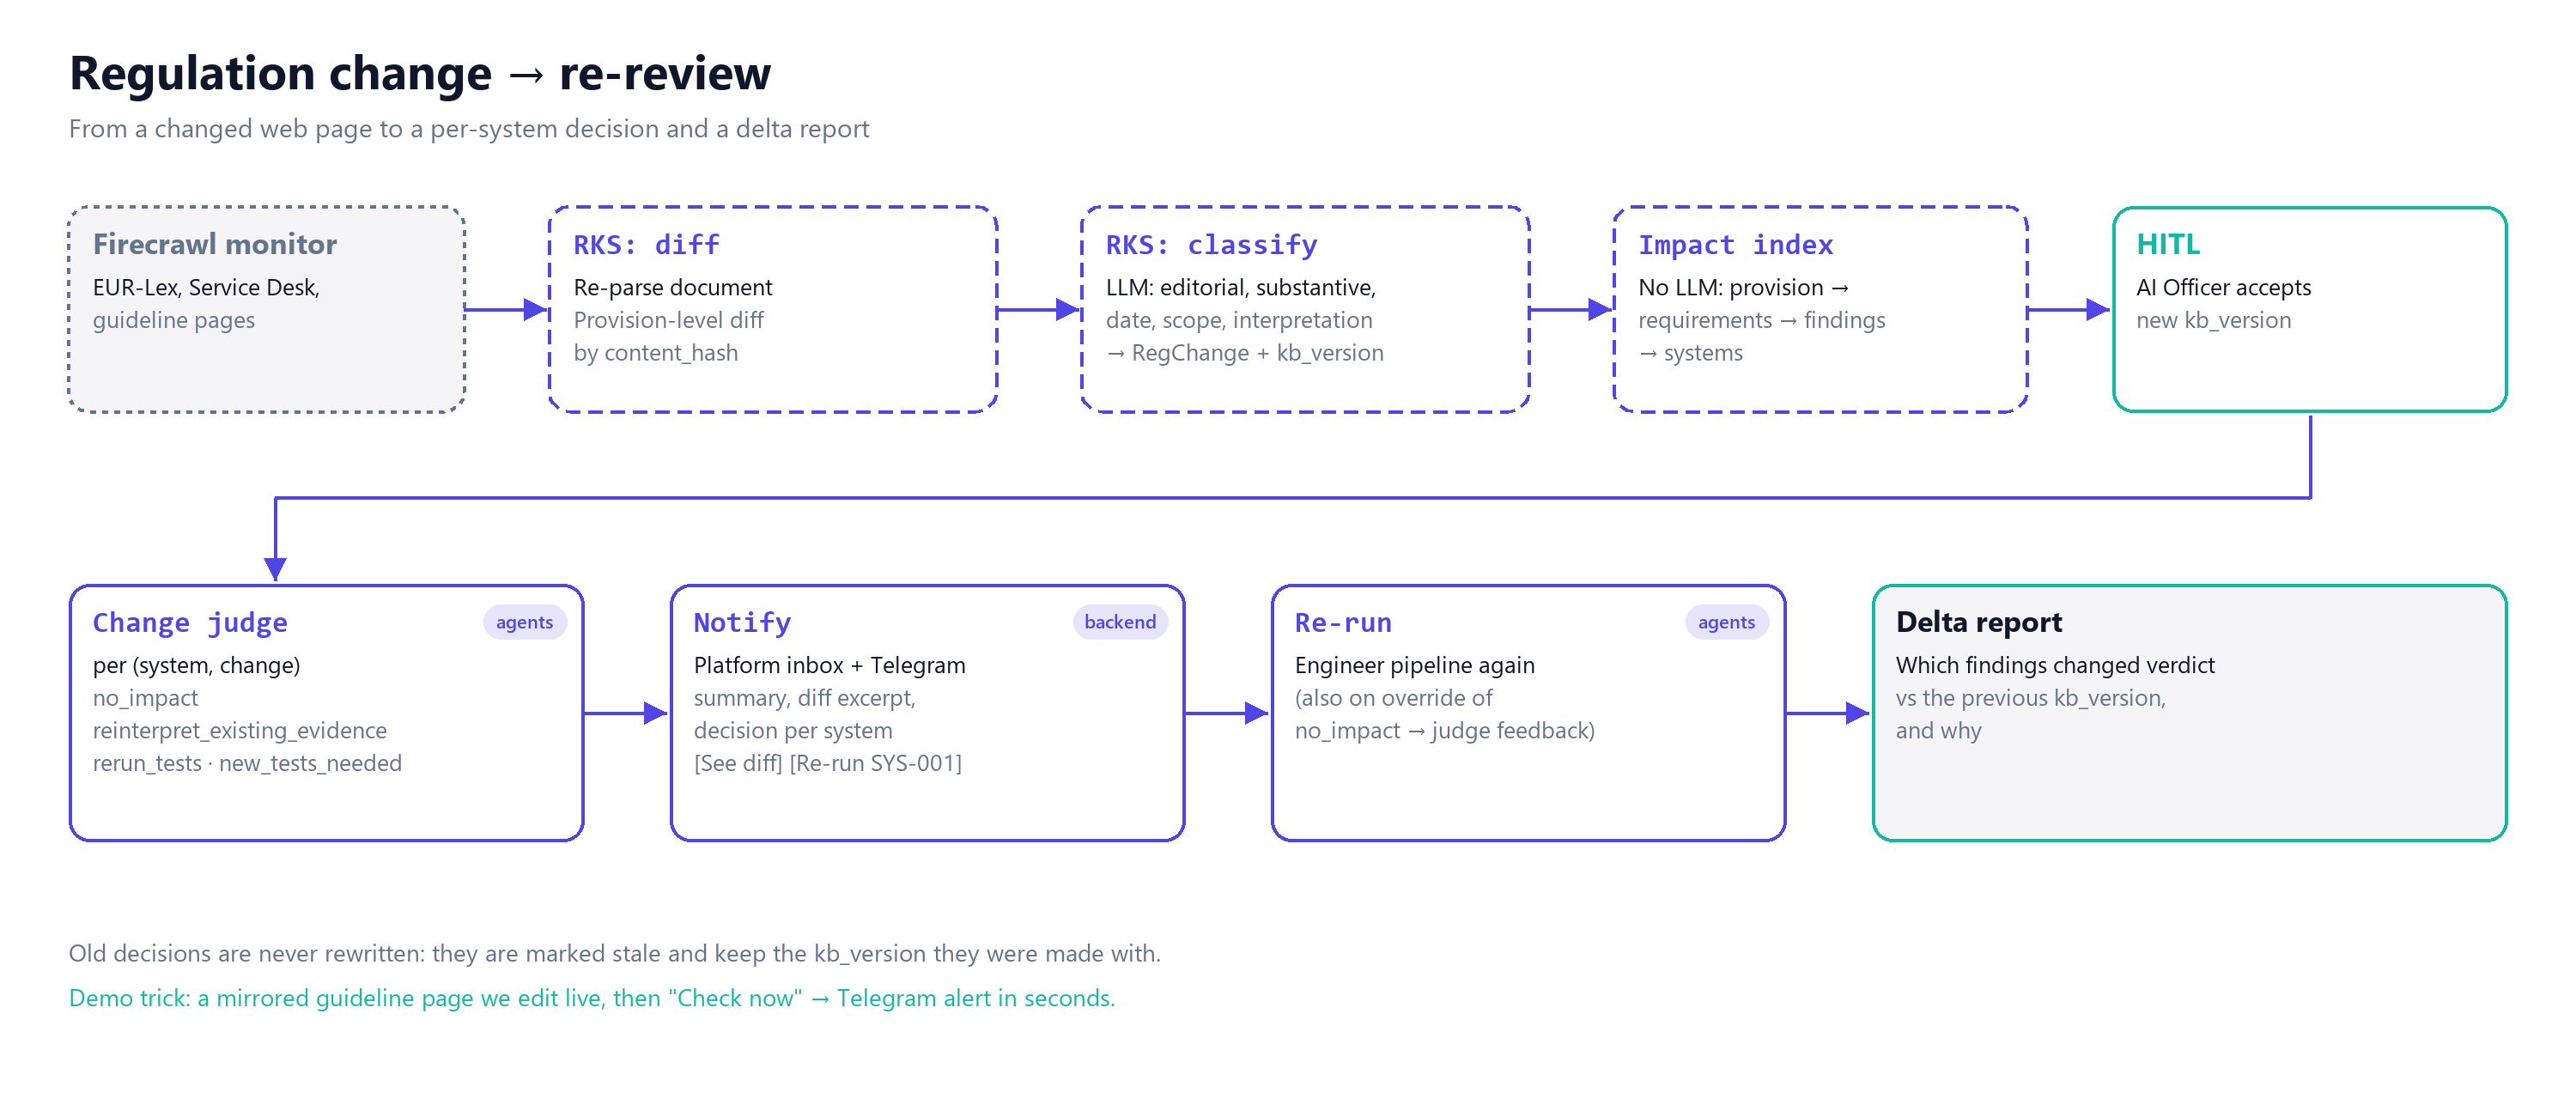 Regulation change → re-review
From a changed web page to a per-system decision and a delta report
Firecrawl monitor
EUR-Lex, Service Desk,
guideline pages
RKS: diff
Re-parse document
Provision-level diff
by content_hash
RKS: classify
LLM: editorial, substantive,
date, scope, interpretation
→ RegChange + kb_version
Impact index
No LLM: provision →
requirements → findings
→ systems
HITL
AI Officer accepts
new kb_version
Change judge
agents
per (system, change)
no_impact
reinterpret_existing_evidence
rerun_tests · new_tests_needed
Notify
backend
Platform inbox + Telegram
summary, diff excerpt,
decision per system
[See diff] [Re-run SYS-001]
Re-run
agents
Engineer pipeline again
(also on override of
no_impact → judge feedback)
Delta report
Which findings changed verdict
vs the previous kb_version,
and why
Old decisions are never rewritten: they are marked stale and keep the kb_version they were made with.
Demo trick: a mirrored guideline page we edit live, then "Check now" → Telegram alert in seconds.